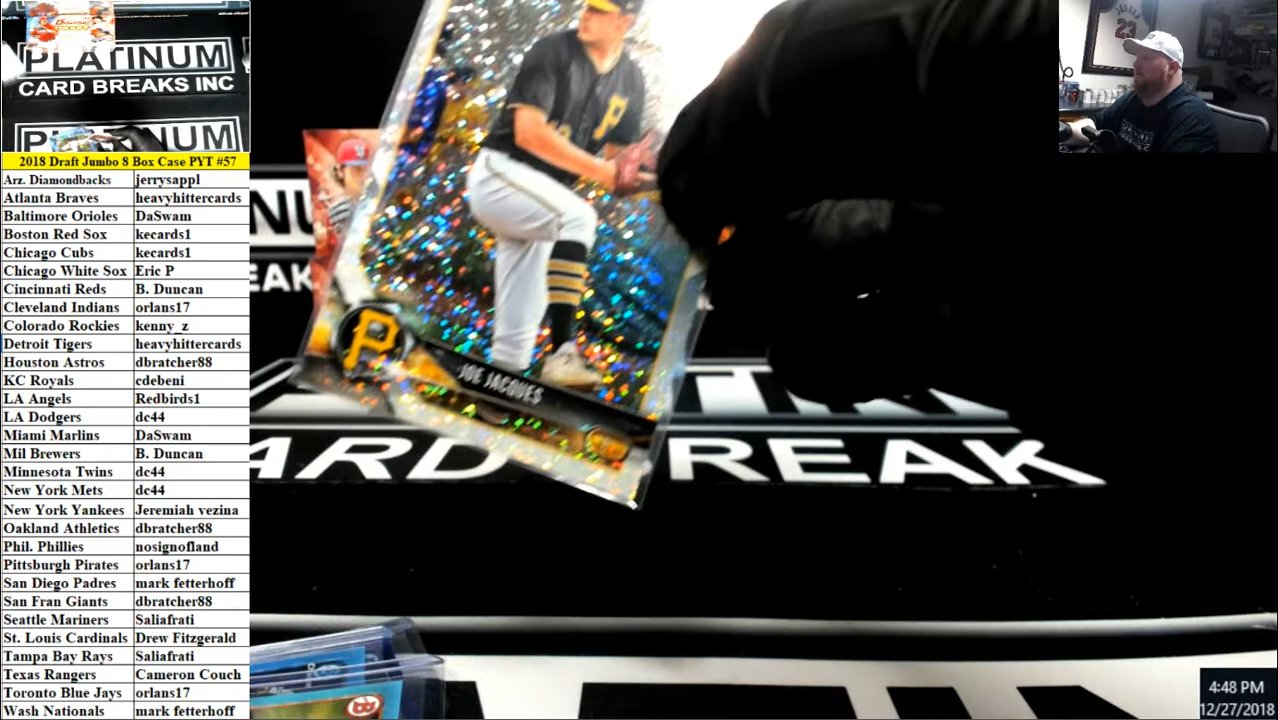 PLATINUM
CARD BREAKS INC
PLATINUM
2018 Draft Jumbo 8 Box Case PYT #57
Arz. Diamondbacks jerrysappl
Atlanta Braves heavyhittercards
Baltimore Orioles DaSwam
Boston Red Sox kecards1
Chicago Cubs kecards1
Chicago White Sox Eric P
Cincinnati Reds B. Duncan
Cleveland Indians orlans17
Colorado Rockies kenny_z
Detroit Tigers heavyhittercards
Houston Astros dbratcher88
KC Royals cdebeni
LA Angels Redbirds1
LA Dodgers dc44
Miami Marlins DaSwam
Mil Brewers B. Duncan
Minnesota Twins dc44
New York Mets dc44
New York Yankees Jeremiah vezina
Oakland Athletics dbratcher88
Phil. Phillies nosignofland
Pittsburgh Pirates orlans17
San Diego Padres mark fetterhoff
San Fran Giants dbratcher88
Seattle Mariners Saliafrati
St. Louis Cardinals Drew Fitzgerald
Tampa Bay Rays Saliafrati
Texas Rangers Cameron Couch
Toronto Blue Jays orlans17
Wash Nationals mark fetterhoff
P
P
JOE JACQUES
EAK
ARD BREAK
23
4:48 PM
12/27/2018